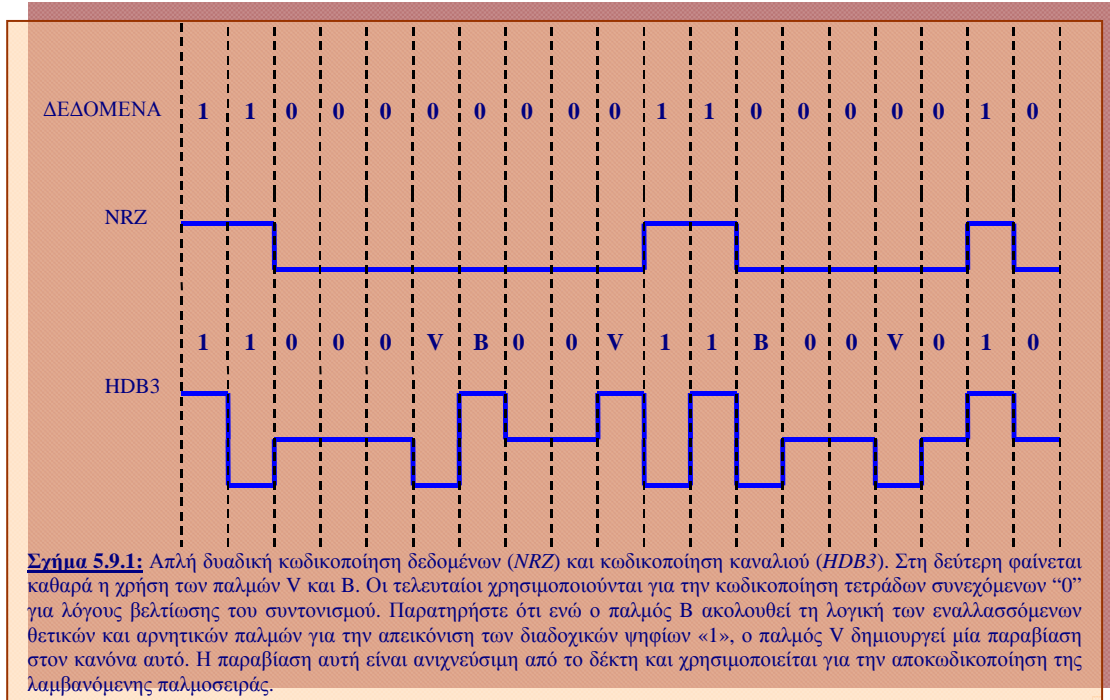 ΔΕΔΟΜΕΝΑ 1 1 0 0 0 0 0 0 0 0 1 1 0 0 0 0 0 1 0
NRZ
1 1 0 0 0 V B 0 0 V 1 1 B 0 0 V 0 1 0
HDB3
Σχήμα 5.9.1: Απλή δυαδική κωδικοποίηση δεδομένων (NRZ) και κωδικοποίηση καναλιού (HDB3). Στη δεύτερη φαίνεται
καθαρά η χρήση των παλμών V και B. Οι τελευταίοι χρησιμοποιούνται για την κωδικοποίηση τετράδων συνεχόμενων “0”
για λόγους βελτίωσης του συντονισμού. Παρατηρήστε ότι ενώ ο παλμός B ακολουθεί τη λογική των εναλλασσόμενων
θετικών και αρνητικών παλμών για την απεικόνιση των διαδοχικών ψηφίων «1», ο παλμός V δημιουργεί μία παραβίαση
στον κανόνα αυτό. Η παραβίαση αυτή είναι ανιχνεύσιμη από το δέκτη και χρησιμοποιείται για την αποκωδικοποίηση της
λαμβανόμενης παλμοσειράς.